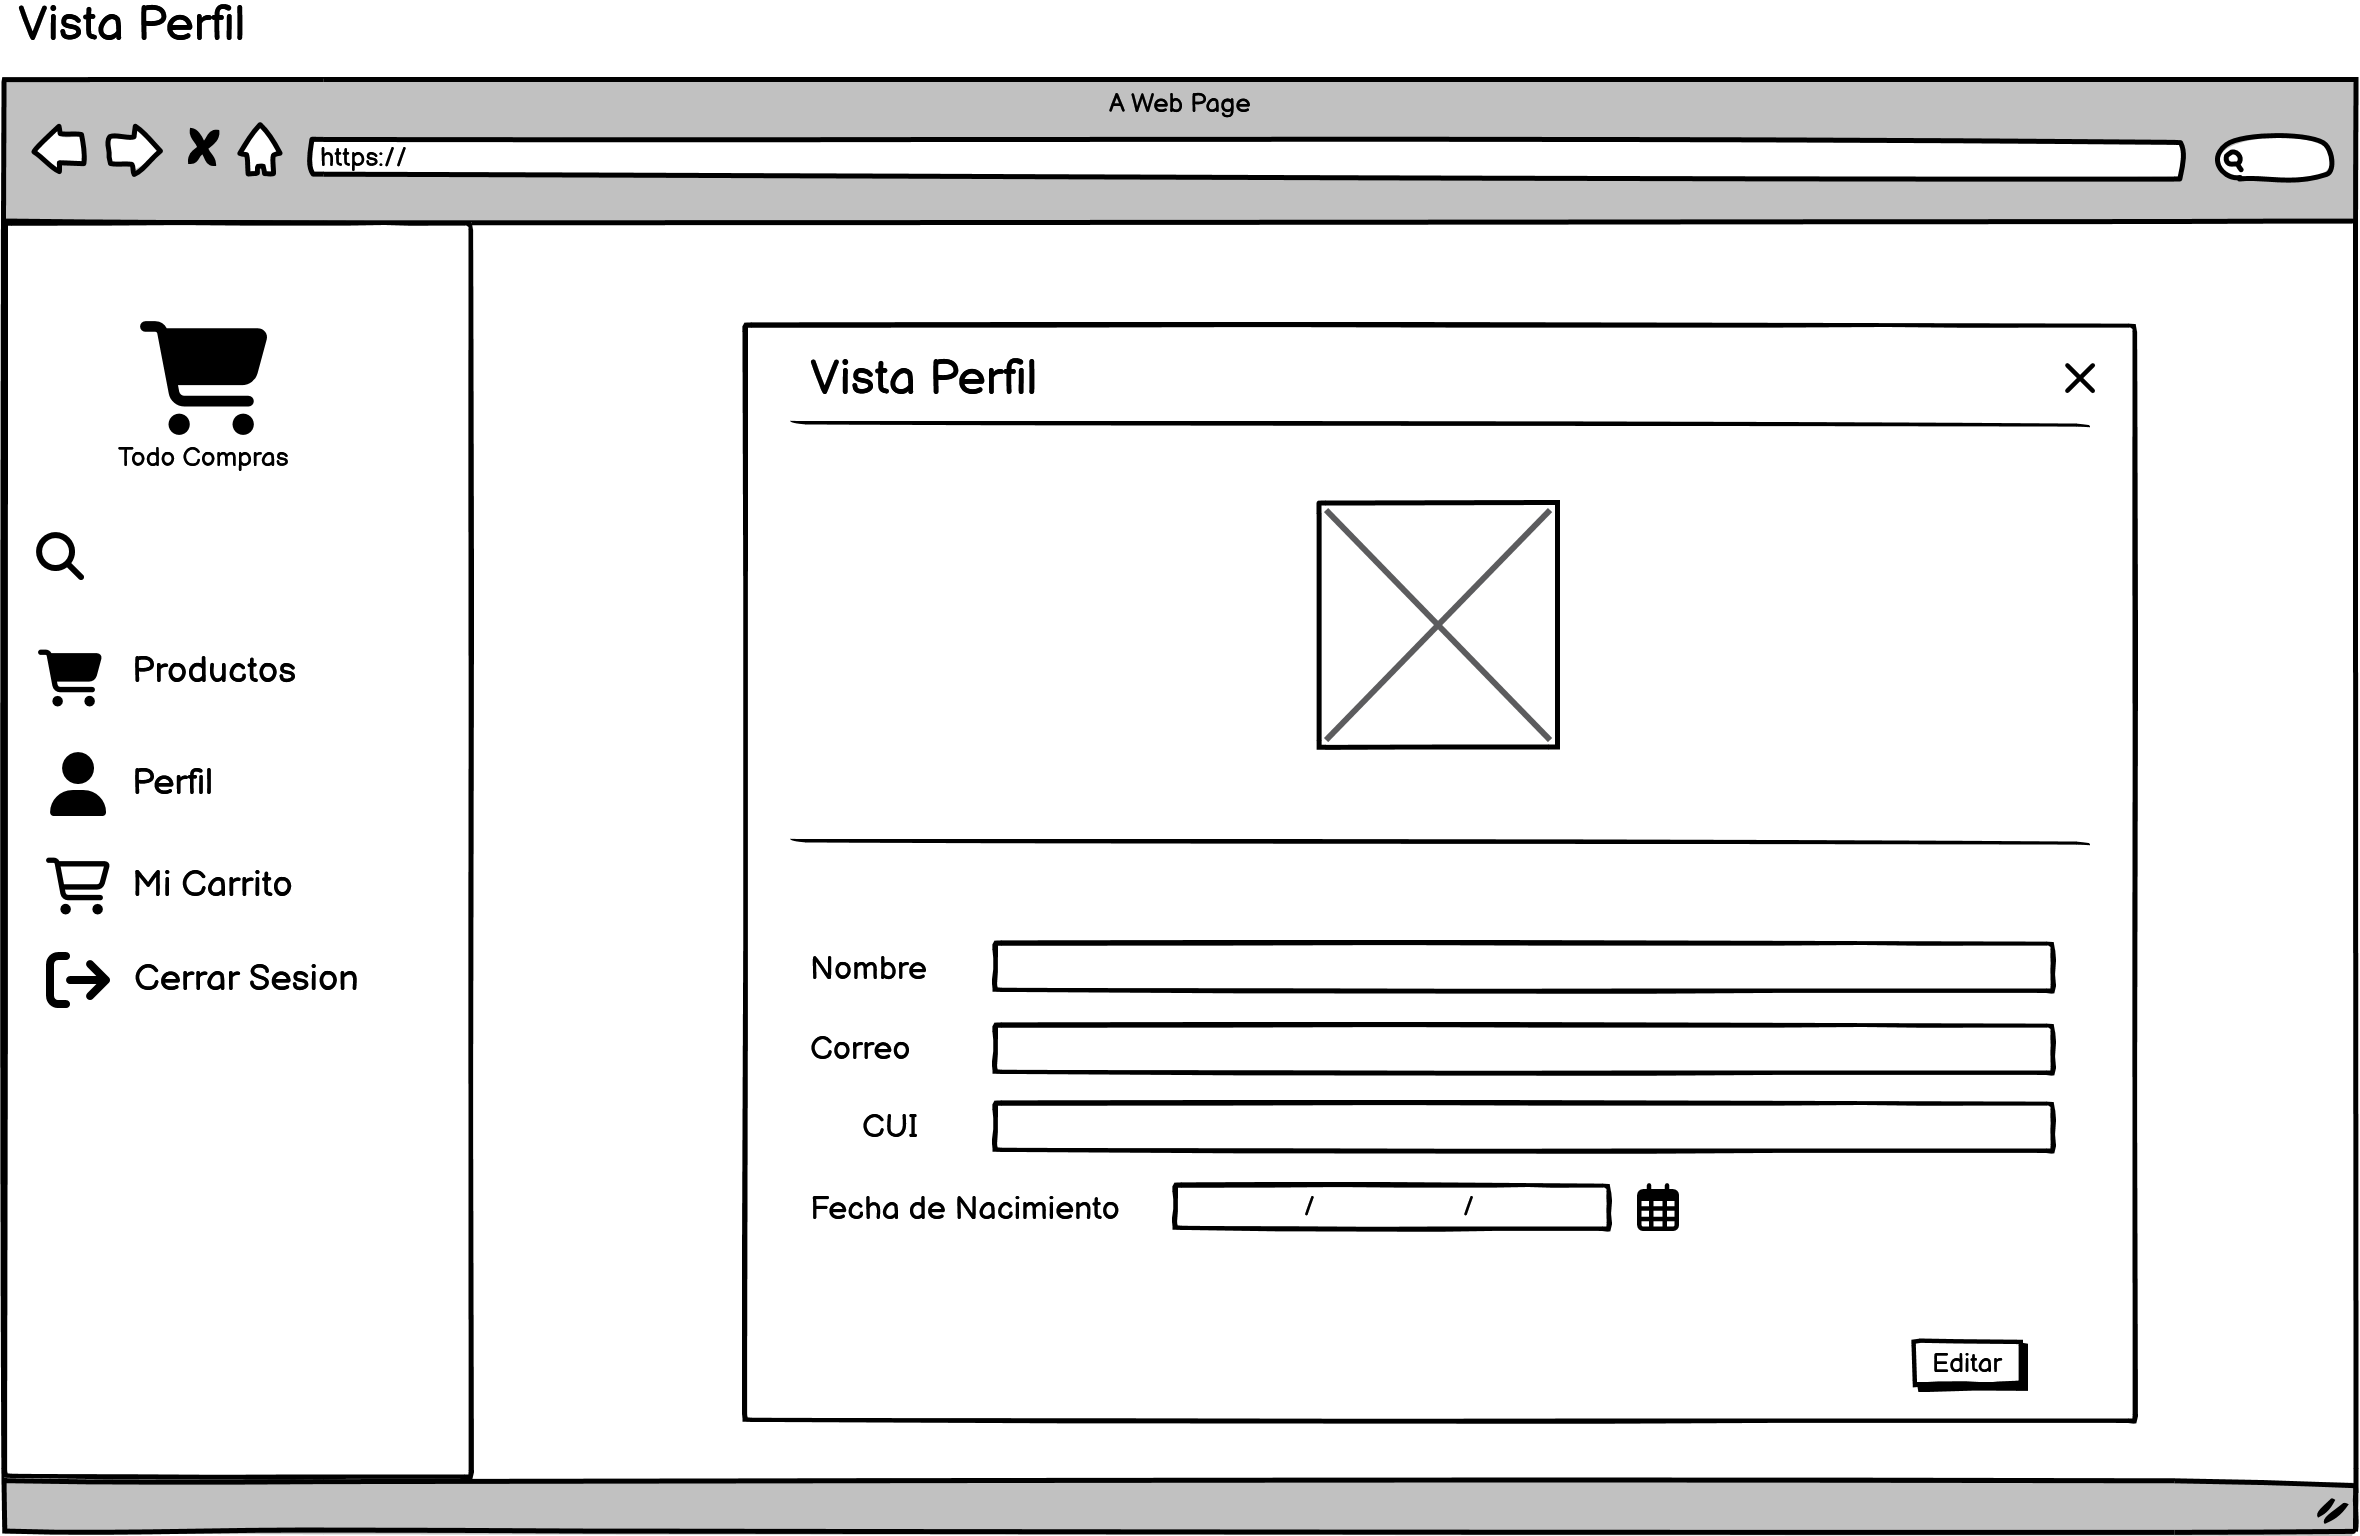 Vista Perfil
A Web Page
https://
Todo Compras
Productos
Perfil
Mi Carrito
Cerrar Sesion
Vista Perfil
Nombre
Correo
CUI
Fecha de Nacimiento / /
Editar